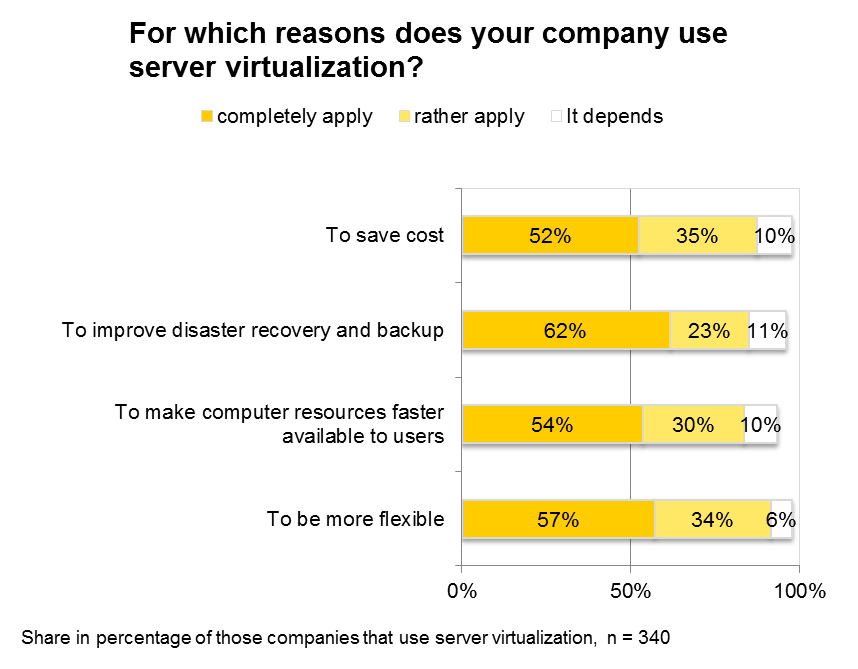 For which reasons does your company use
server virtualization?
completely apply rather apply It depends
To save cost
52% 35% 10%
To improve disaster recovery and backup
62% 23% 11%
To make computer resources faster
available to users
54% 30% 10%
To be more flexible
57% 34% 6%
0% 50% 100%
Share in percentage of those companies that use server virtualization, n = 340